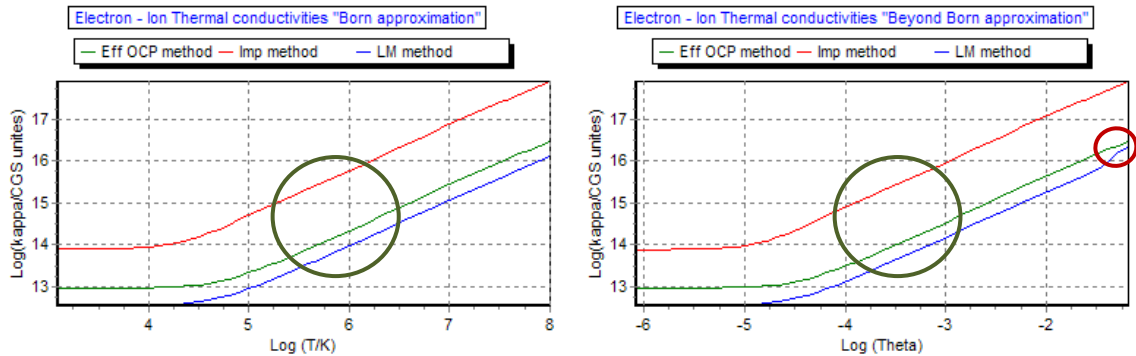 Electron - Ion Thermal conductivities "Born approximation"
Eff OCP method Imp method LM method
Log(kappa/CGS unites)
17
16
15
14
13
4 5 6 7 8
Log (T/K)
Electron - Ion Thermal conductivities "Beyond Born approximation"
Eff OCP method Imp method LM method
Log(kappa/CGS unites)
17
16
15
14
13
-6 -5 -4 -3 -2
Log (Theta)